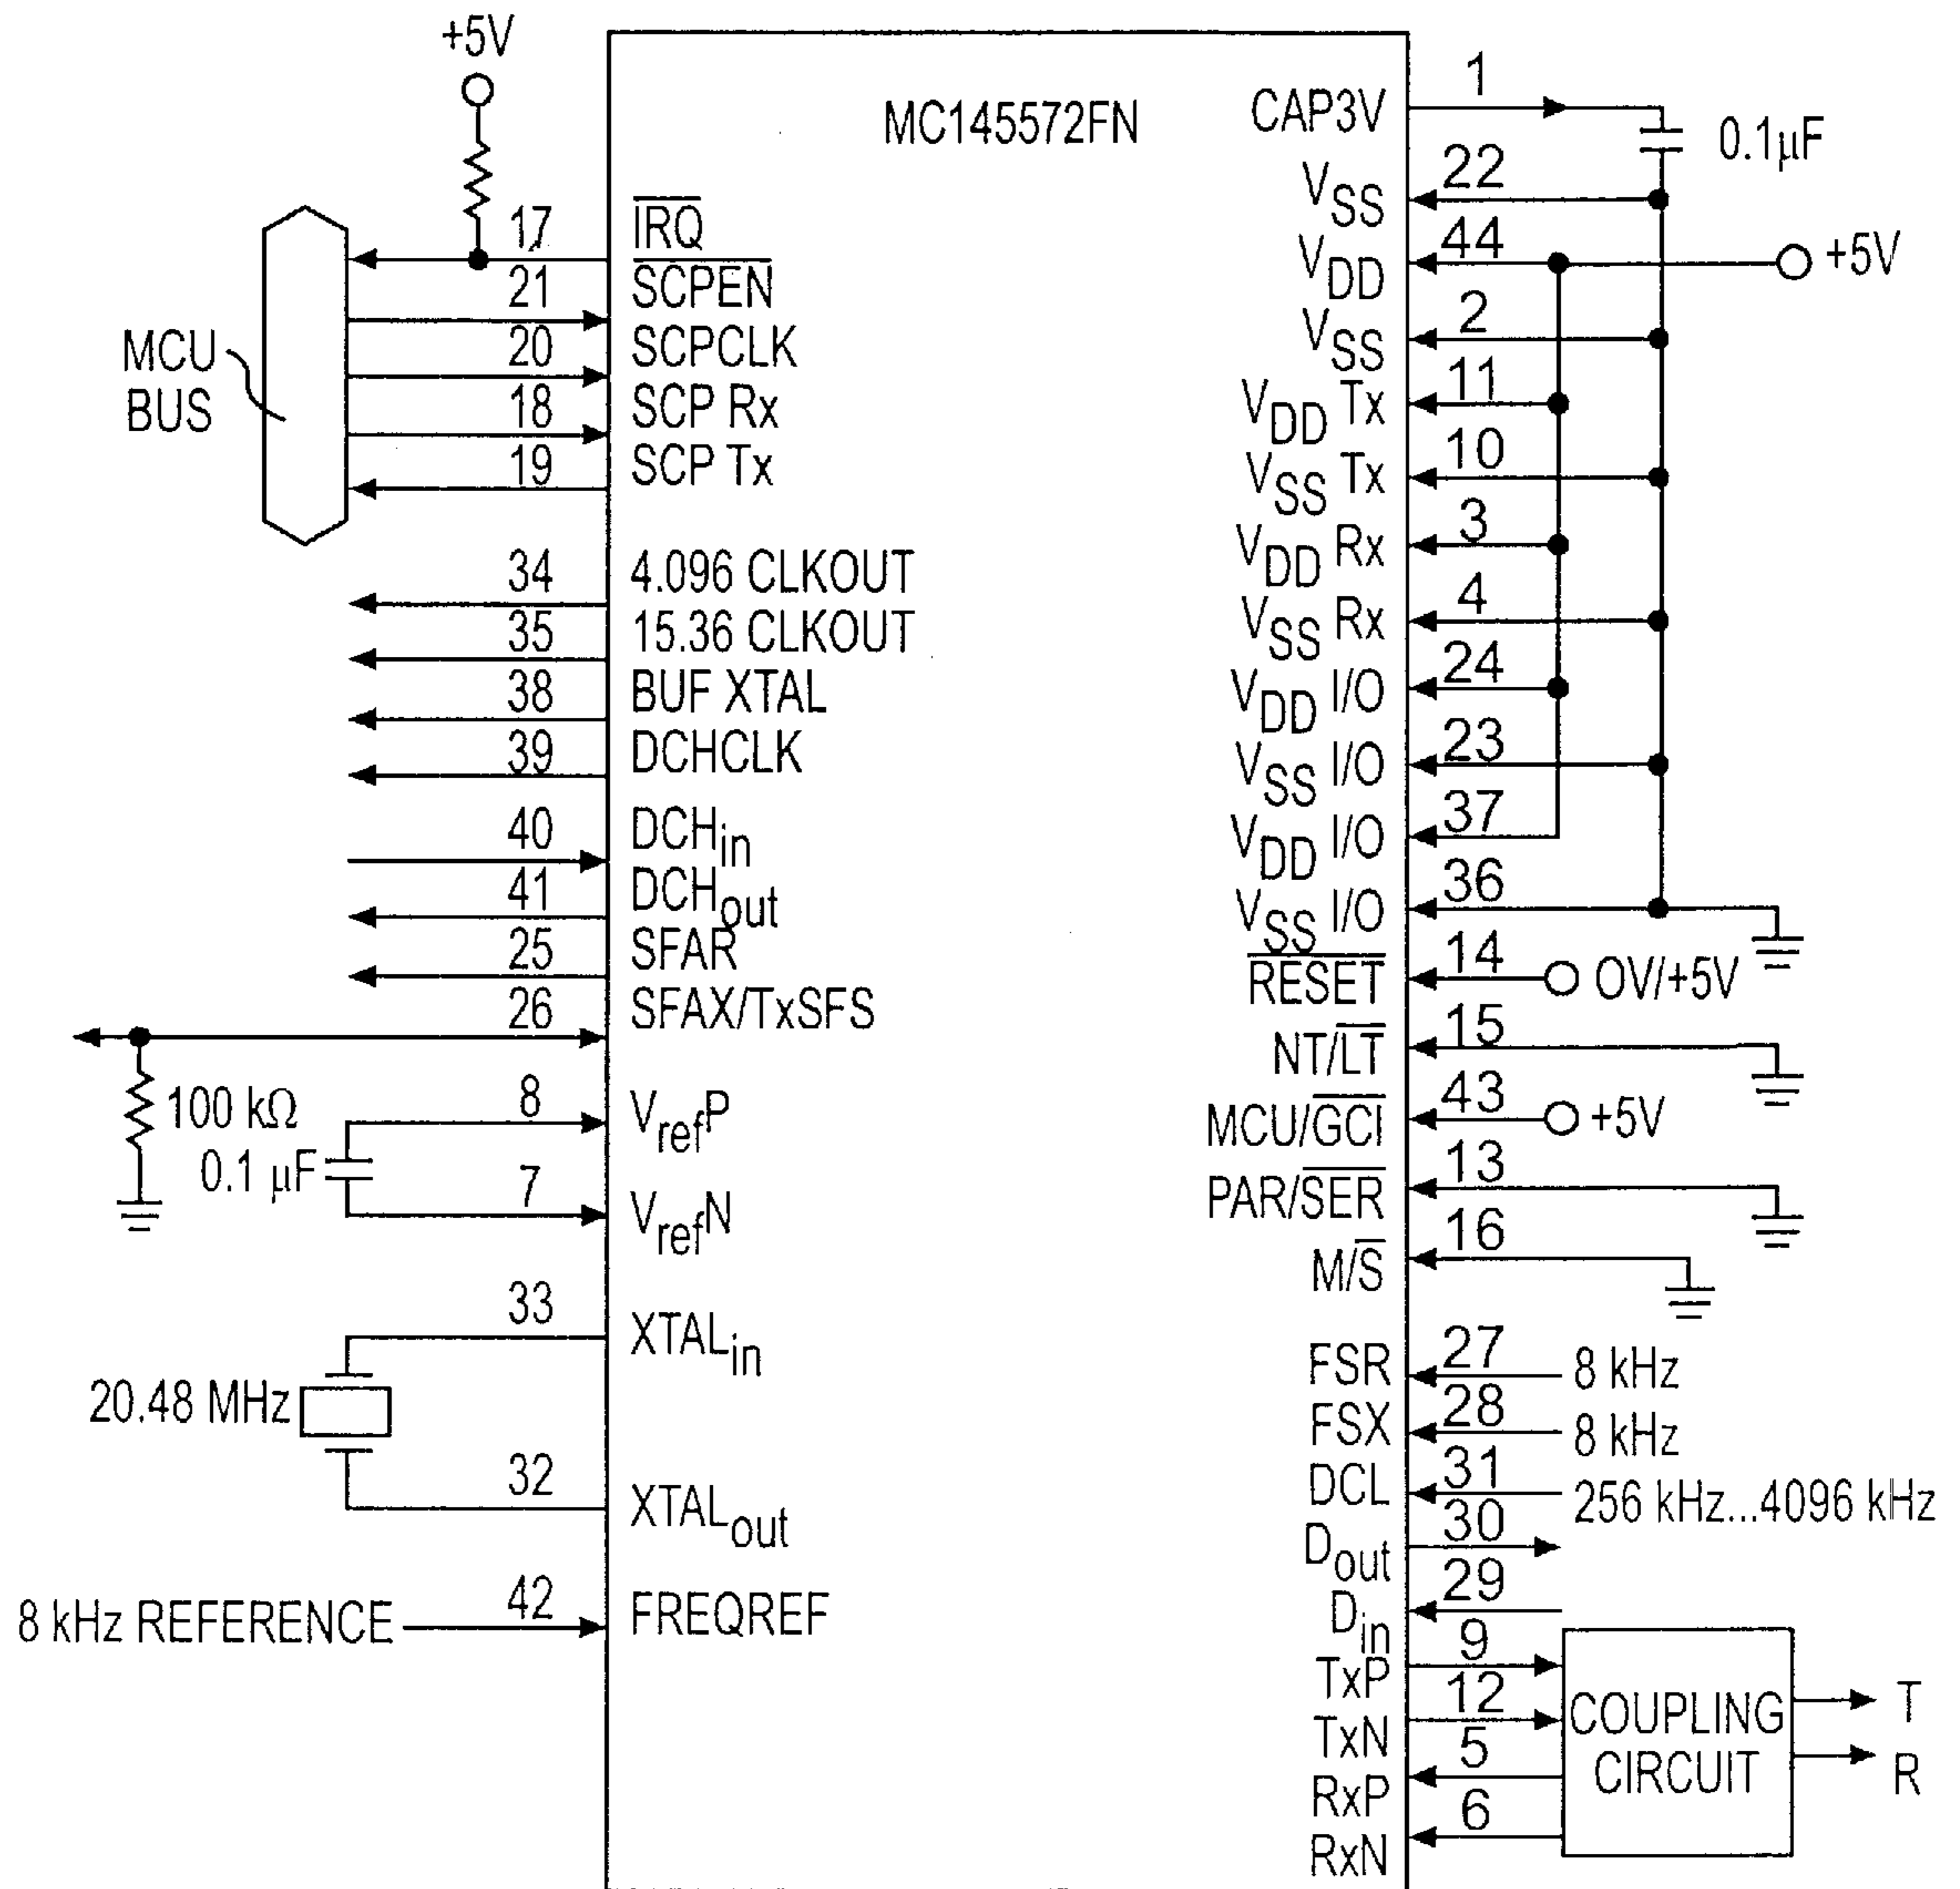 +5V
MC145572FN
MCU
BUS
17 IRQ
21 SCPEN
20 SCPCLK
18 SCP Rx
19 SCP Tx
34 4.096 CLKOUT
35 15.36 CLKOUT
38 BUF XTAL
39 DCHCLK
40 DCHin
41 DCHout
25 SFAR
26 SFAX/TxSFS
100 kΩ
8 VrefP
0.1 µF
7 VrefN
33 XTALin
20.48 MHz
32 XTALout
8 kHz REFERENCE 42 FREQREF
CAP3V 1
0.1µF
VSS 22
VDD 44 +5V
VSS 2
VDD Tx 11
VSS Tx 10
VDD Rx 3
VSS Rx 4
VDD I/O 24
VSS I/O 23
VDD I/O 37
VSS I/O 36
RESET 14 OV/+5V
NT/LT 15
MCU/GCI 43 +5V
PAR/SER 13
M/S 16
FSR 27 8 kHz
FSX 28 8 kHz
DCL 31 256 kHz...4096 kHz
Dout 30
Din 29
TxP 9
TxN 12
RxP 5
RxN 6
COUPLING
CIRCUIT
T
R